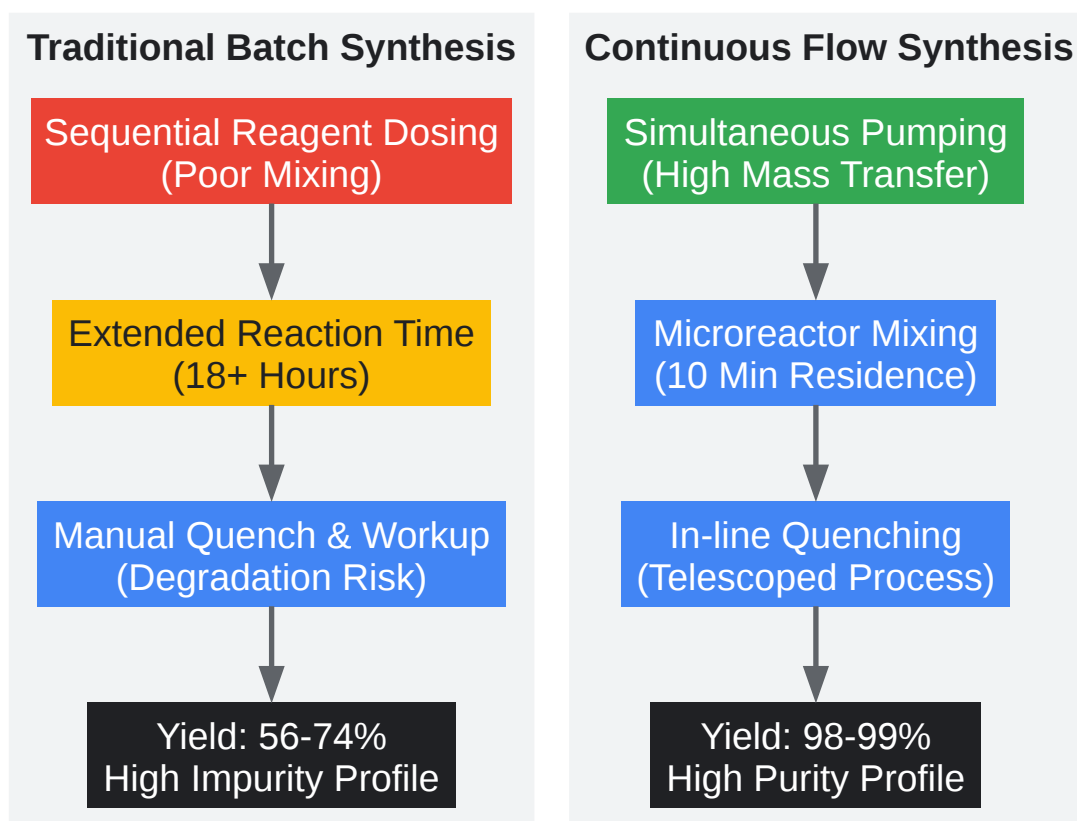 Traditional Batch Synthesis
Sequential Reagent Dosing
(Poor Mixing)
Extended Reaction Time
(18+ Hours)
Manual Quench & Workup
(Degradation Risk)
Yield: 56-74%
High Impurity Profile
Continuous Flow Synthesis
Simultaneous Pumping
(High Mass Transfer)
Microreactor Mixing
(10 Min Residence)
In-line Quenching
(Telescoped Process)
Yield: 98-99%
High Purity Profile